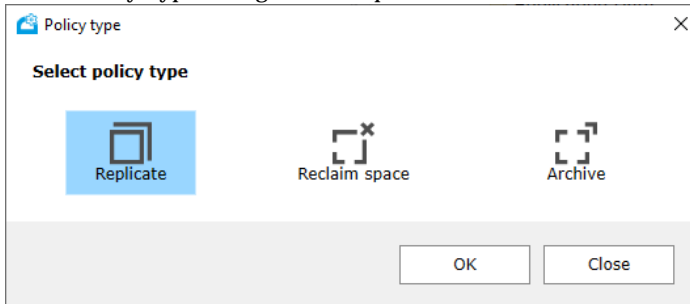 Policy type
Select policy type
Replicate
Reclaim space
Archive
OK
Close